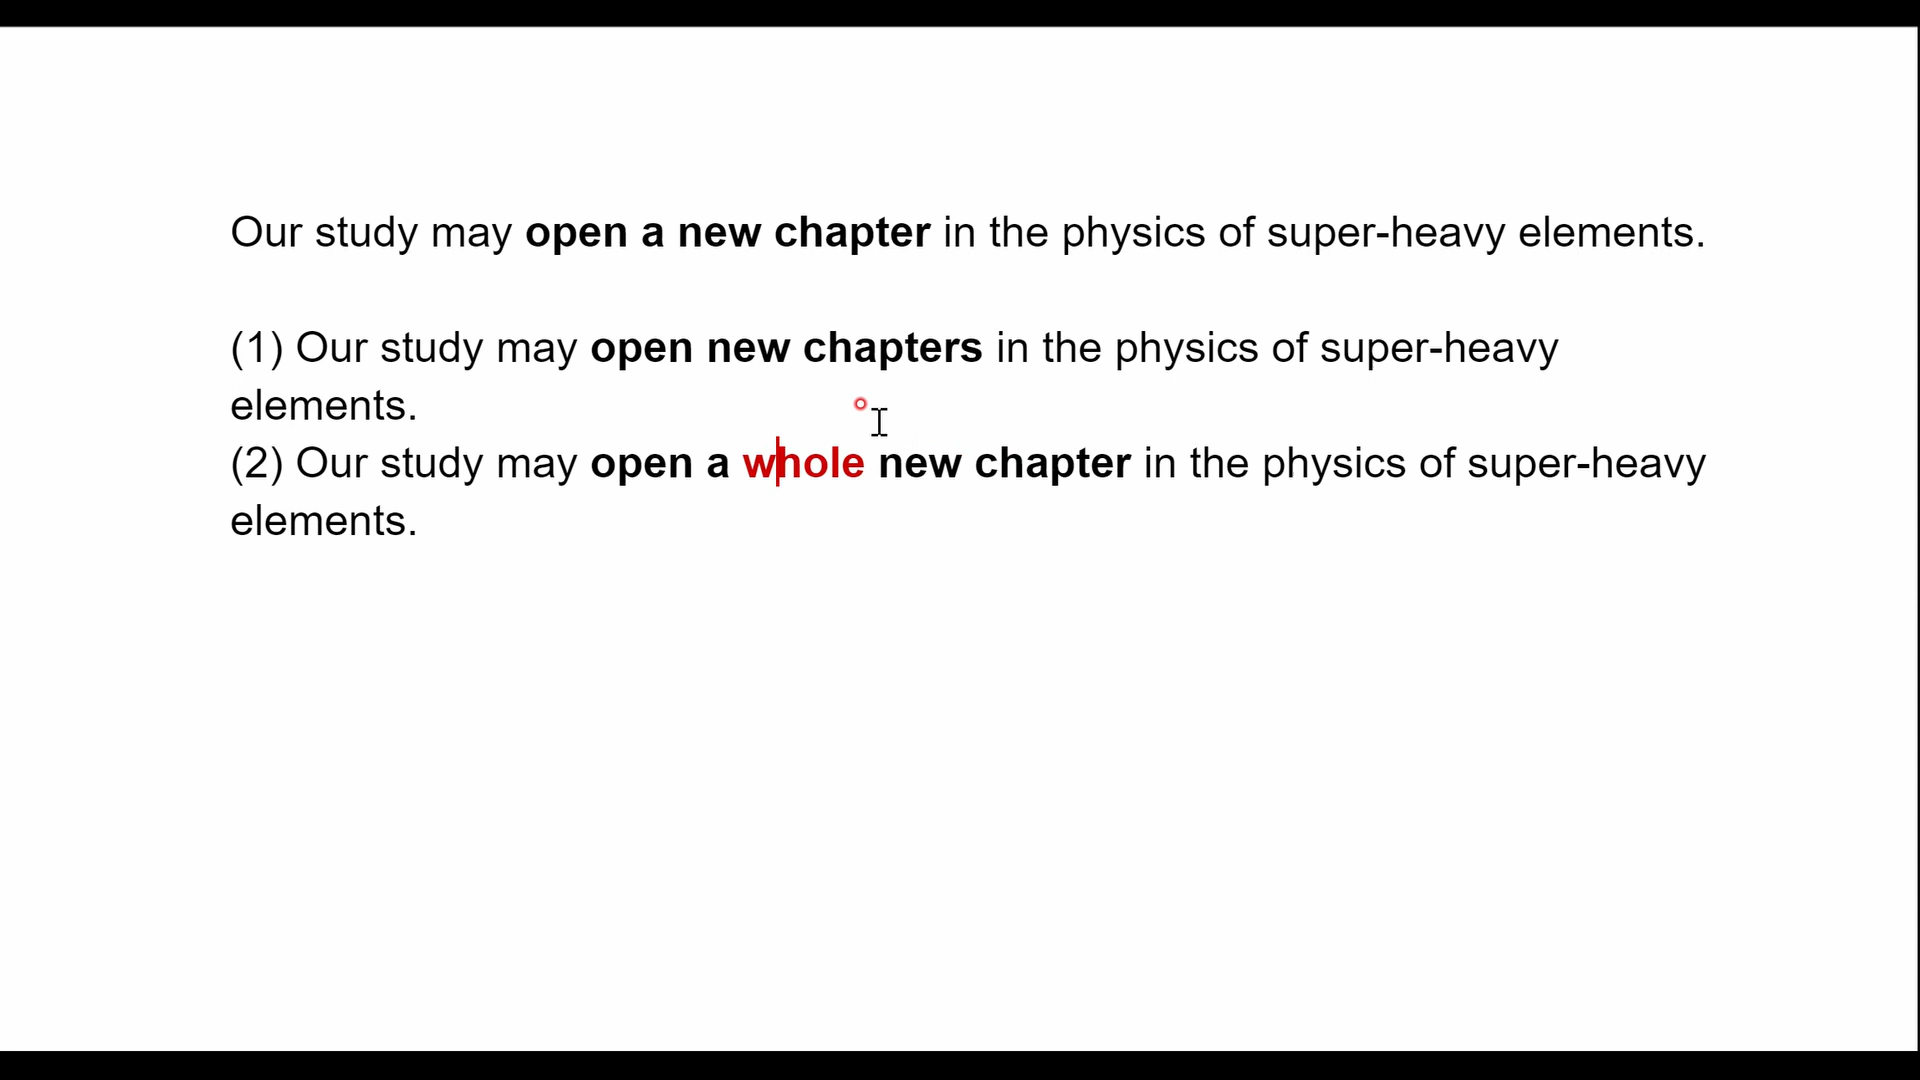 Our study may open a new chapter in the physics of super-heavy elements.
(1) Our study may open new chapters in the physics of super-heavy
elements.
(2) Our study may open a whole new chapter in the physics of super-heavy
elements.